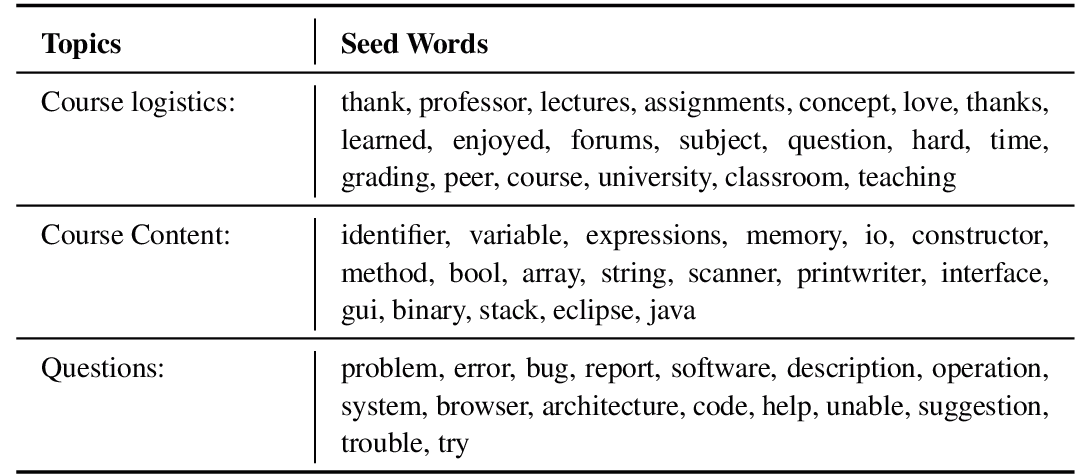 Topics Seed Words
Course logistics: thank, professor, lectures, assignments, concept, love, thanks,
learned, enjoyed, forums, subject, question, hard, time,
grading, peer, course, university, classroom, teaching
Course Content: identifier, variable, expressions, memory, io, constructor,
method, bool, array, string, scanner, printwriter, interface,
gui, binary, stack, eclipse, java
Questions: problem, error, bug, report, software, description, operation,
system, browser, architecture, code, help, unable, suggestion,
trouble, try